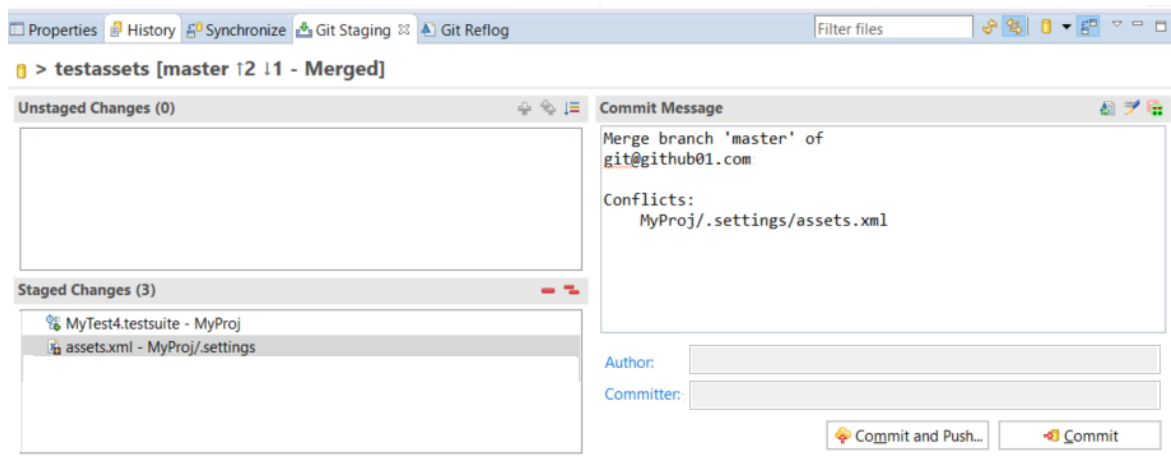 Properties History Synchronize Git Staging Git Reflog Filter files
> testassets [master ↑2 ↓1 - Merged]
Unstaged Changes (0)
Staged Changes (3)
MyTest4.testsuite - MyProj
assets.xml - MyProj/.settings
Commit Message
Merge branch 'master' of
git@github01.com
Conflicts:
MyProj/.settings/assets.xml
Author:
Committer:
Commit and Push... Commit